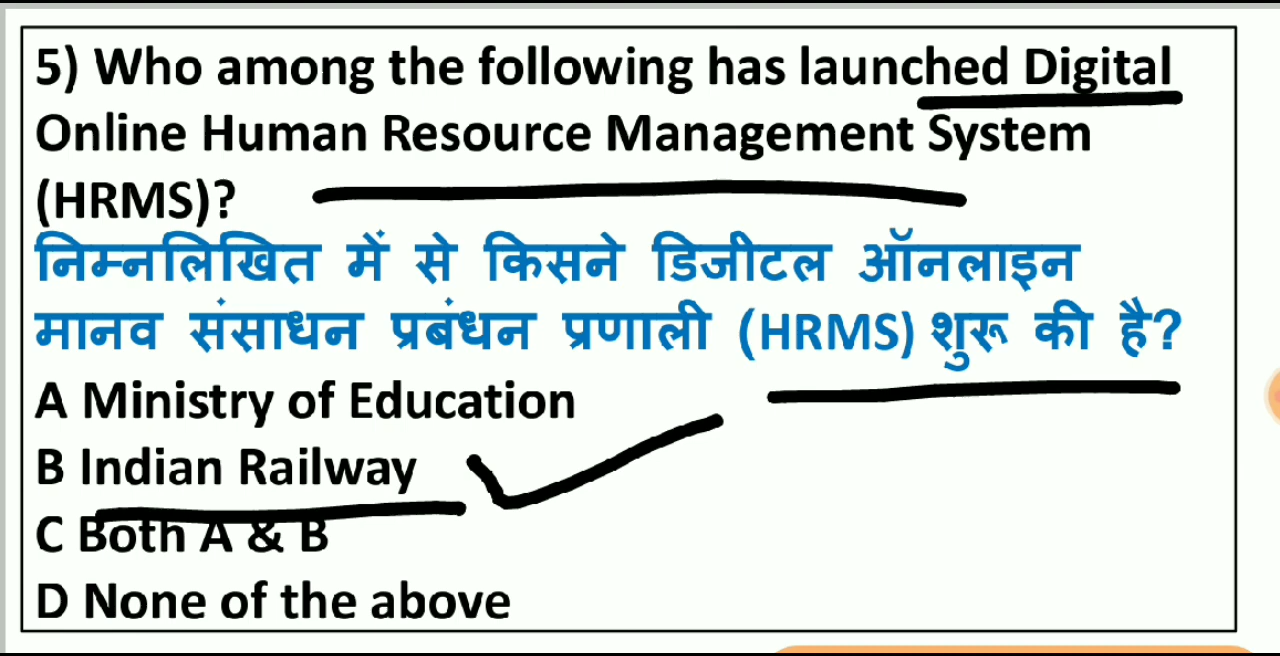 5) Who among the following has launched Digital
Online Human Resource Management System
(HRMS)?
निम्नलिखित में से किसने डिजीटल ऑनलाइन
मानव संसाधन प्रबंधन प्रणाली (HRMS) शुरू की है?
A Ministry of Education
B Indian Railway
C Both A & B
D None of the above